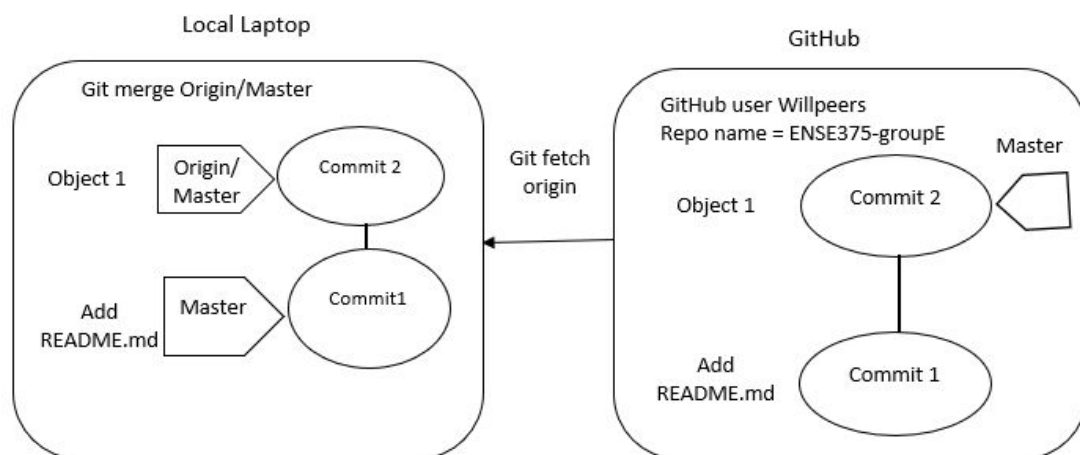 Local Laptop
Git merge Origin/Master
Object 1
Origin/
Master
Commit 2
Add
README.md
Master
Commit1
Git fetch
origin
GitHub
GitHub user Willpeers
Repo name = ENSE375-groupE
Master
Object 1
Commit 2
Add
README.md
Commit 1